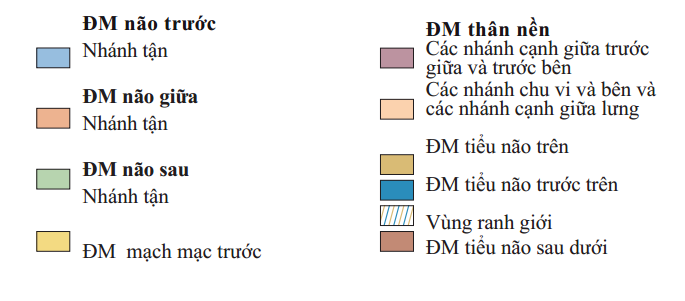 ĐM não trước
Nhánh tận
ĐM não giữa
Nhánh tận
ĐM não sau
Nhánh tận
ĐM mạch mạc trước
ĐM thân nền
Các nhánh cạnh giữa trước
giữa và trước bên
Các nhánh chu vi và bên và
các nhánh cạnh giữa lưng
ĐM tiểu não trên
ĐM tiểu não trước trên
Vùng ranh giới
ĐM tiểu não sau dưới